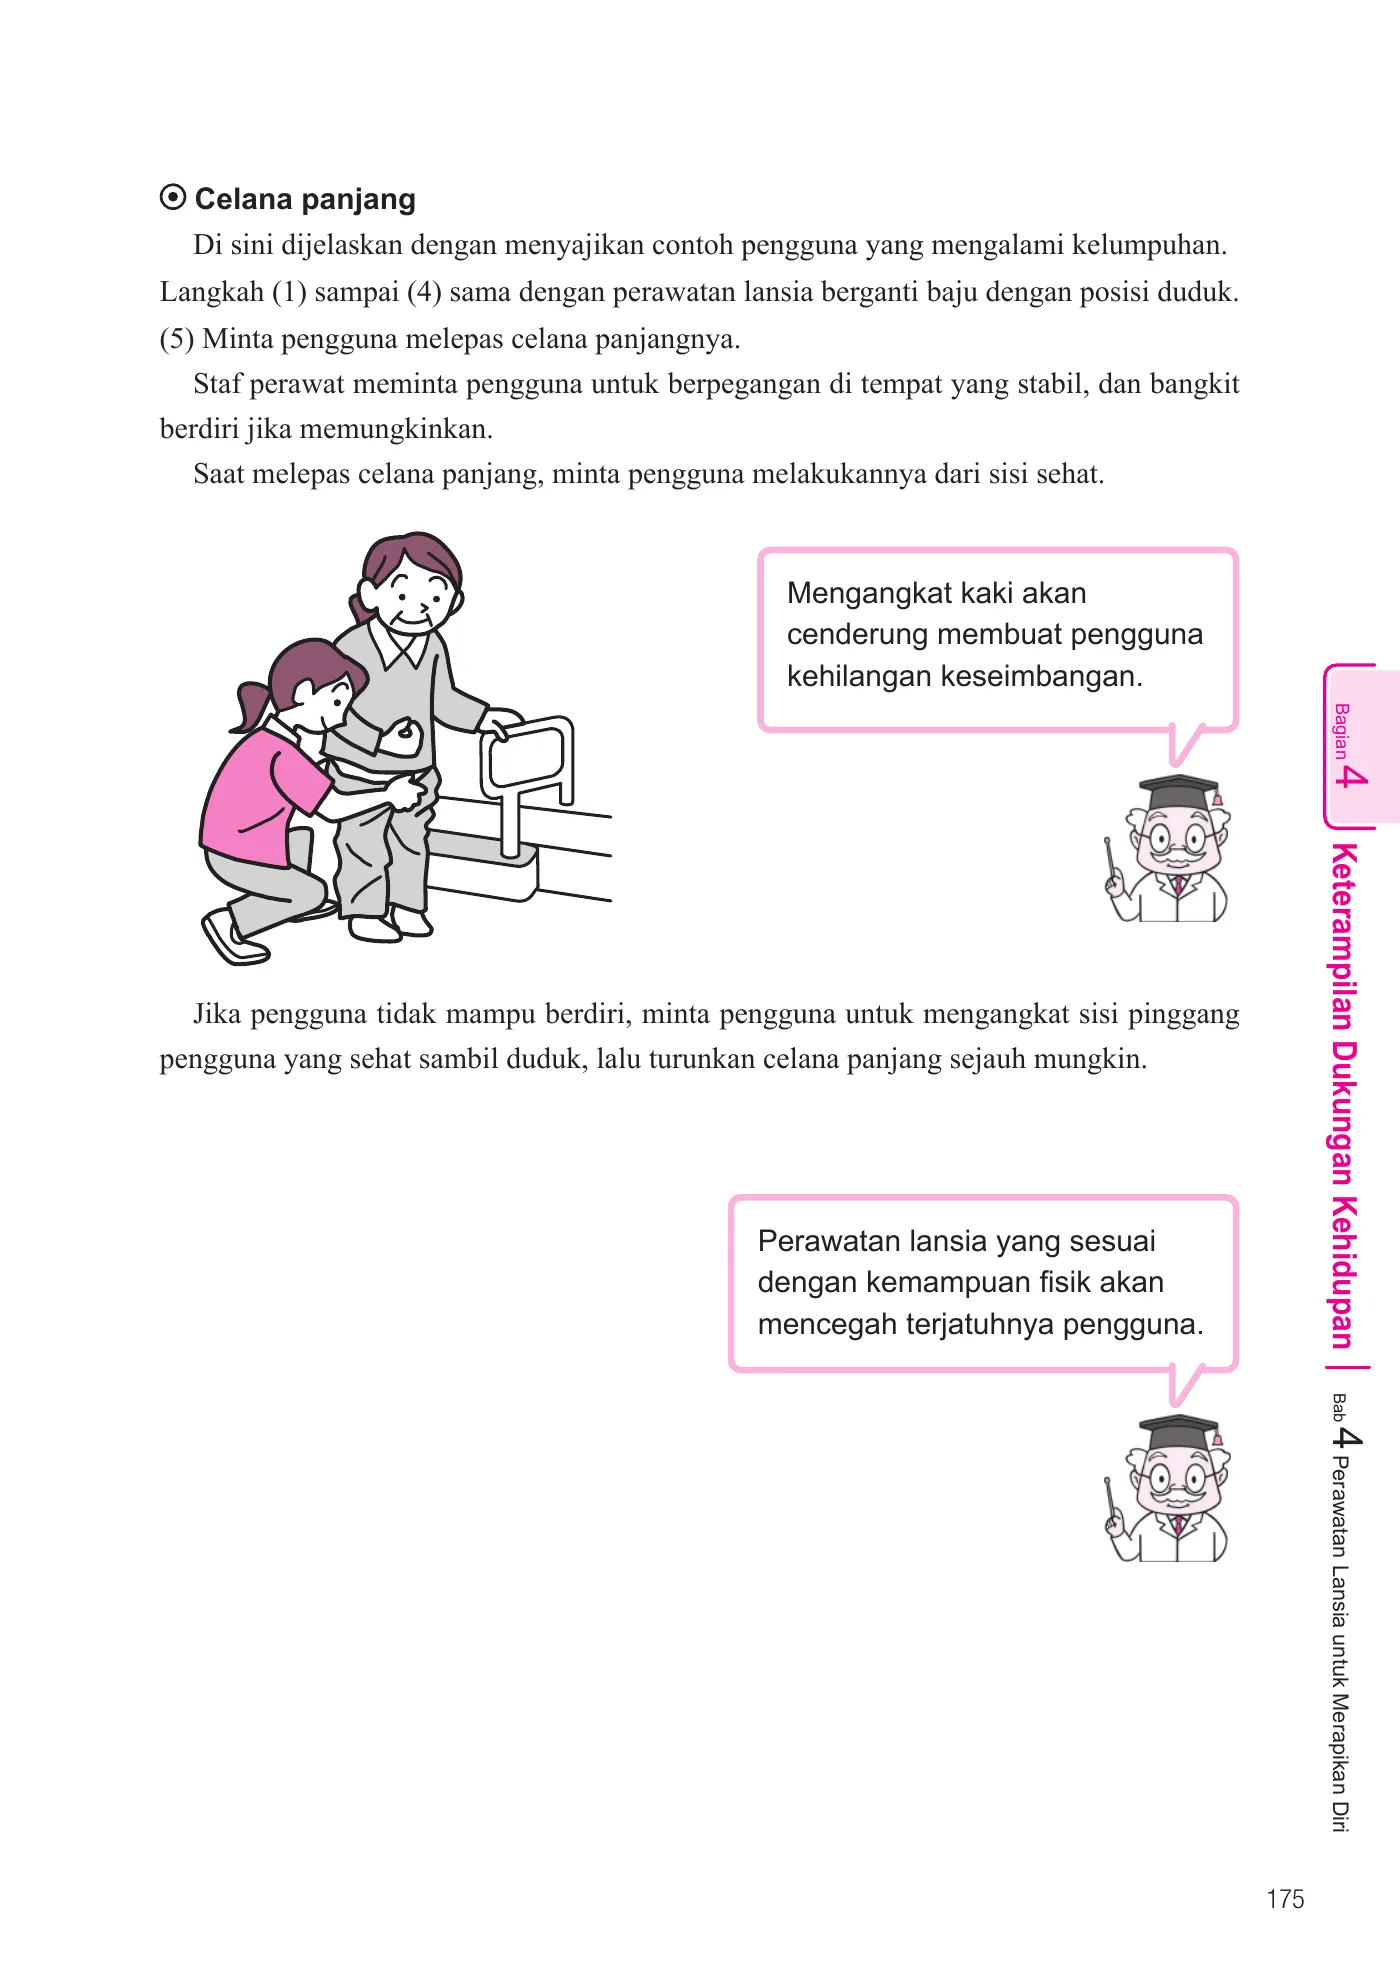 Celana panjang
Di sini dijelaskan dengan menyajikan contoh pengguna yang mengalami kelumpuhan.
Langkah (1) sampai (4) sama dengan perawatan lansia berganti baju dengan posisi duduk.
(5) Minta pengguna melepas celana panjangnya.
Staf perawat meminta pengguna untuk berpegangan di tempat yang stabil, dan bangkit
berdiri jika memungkinkan.
Saat melepas celana panjang, minta pengguna melakukannya dari sisi sehat.
Mengangkat kaki akan
cenderung membuat pengguna
kehilangan keseimbangan.
Jika pengguna tidak mampu berdiri, minta pengguna untuk mengangkat sisi pinggang
pengguna yang sehat sambil duduk, lalu turunkan celana panjang sejauh mungkin.
Perawatan lansia yang sesuai
dengan kemampuan fisik akan
mencegah terjatuhnya pengguna.
Bagian 4
Keterampilan Dukungan Kehidupan
Bab 4 Perawatan Lansia untuk Merapikan Diri
175